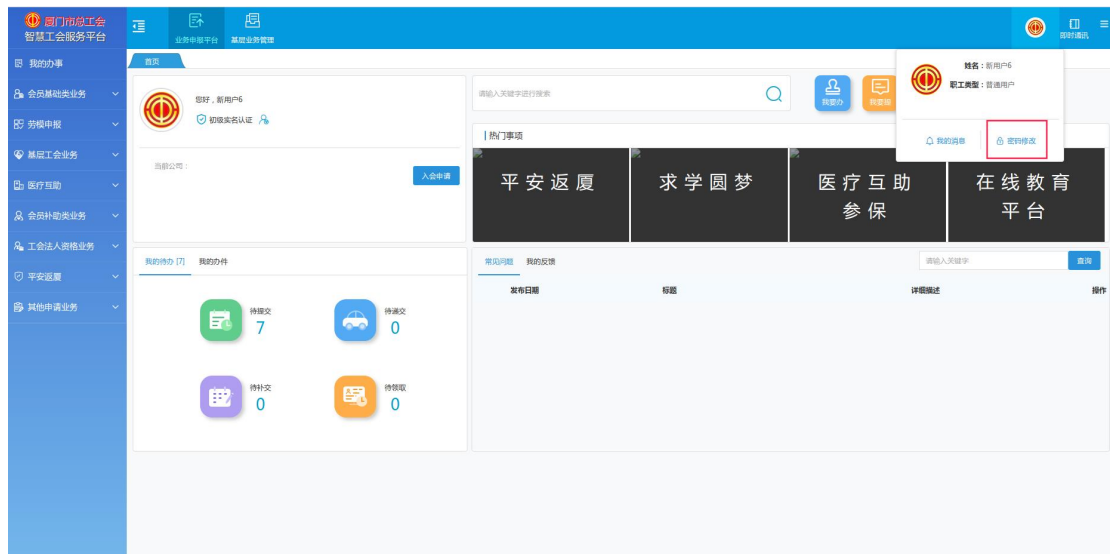 厦门市总工会
智慧工会服务平台
业务申报平台
基层业务管理
即时通讯
我的办事
会员基础类业务
劳模申报
基层工会业务
医疗互助
会员补助类业务
工会法人资格业务
平安返厦
其他申请业务
首页
您好，新用户6
初级实名认证
当前公司：
入会申请
请输入关键字进行搜索
我要办
我要报
姓名：新用户6
职工类型：普通用户
我的消息
密码修改
热门事项
平安返厦
求学圆梦
医疗互助
参保
在线教育
平台
我的待办 [7] 我的办件
待提交
7
待递交
0
待补交
0
待领取
0
常见问题 我的反馈
请输入关键字
查询
发布日期 标题 详细描述 操作